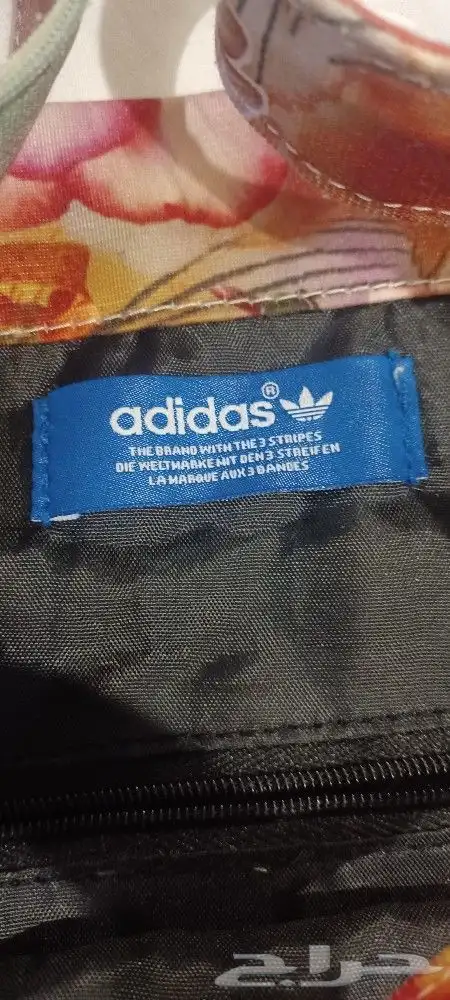 adidas®
THE BRAND WITH THE 3 STRIPES
DIE WELTMARKE MIT DEN 3 STREIFEN
LA MARQUE AUX 3 BANDES
حراج